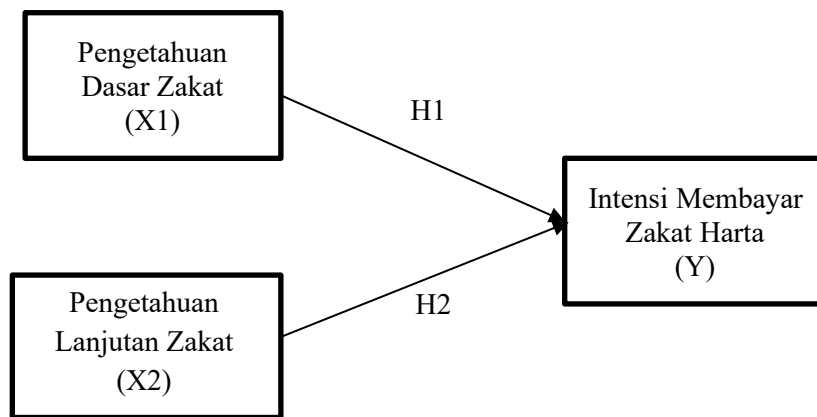 Pengetahuan
Dasar Zakat
(X1)
H1
Intensi Membayar
Zakat Harta
(Y)
Pengetahuan
Lanjutan Zakat
(X2)
H2